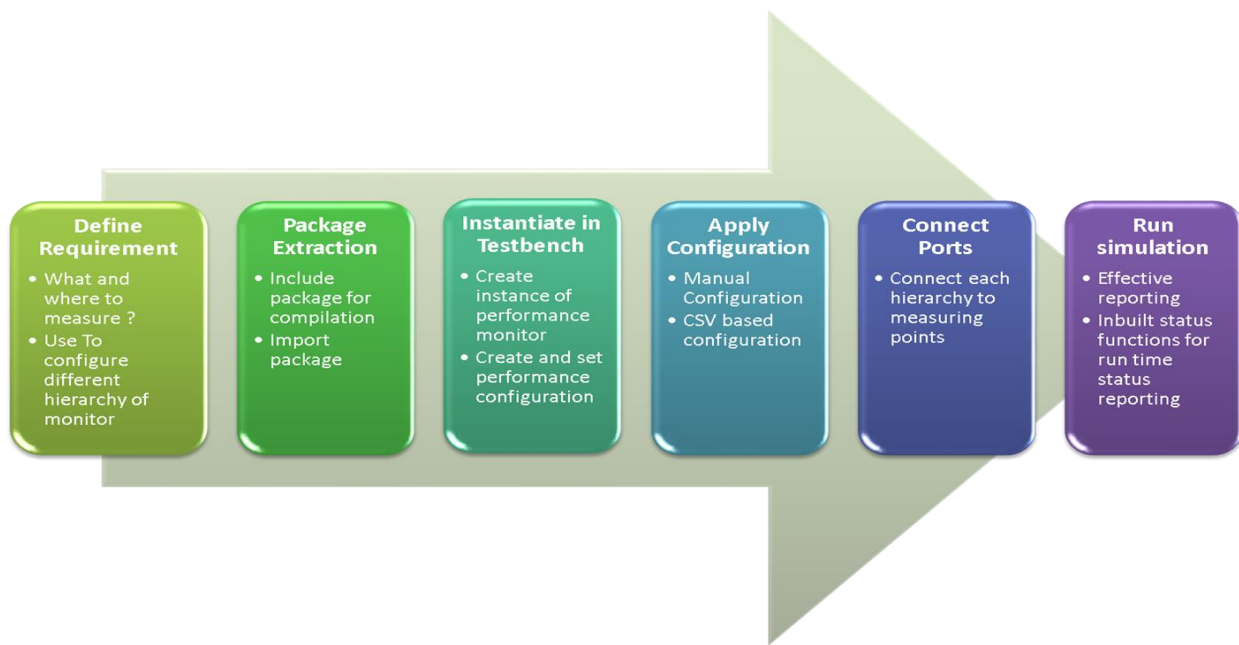 Define
Requirement
• What and
where to
measure ?
• Use To
configure
different
hierarchy of
monitor
Package
Extraction
• Include
package for
compilation
• Import
package
Instantiate in
Testbench
• Create
instance of
performance
monitor
• Create and set
performance
configuration
Apply
Configuration
• Manual
Configuration
• CSV based
configuration
Connect
Ports
• Connect each
hierarchy to
measuring
points
Run
simulation
• Effective
reporting
• Inbuilt status
functions for
run time
status
reporting